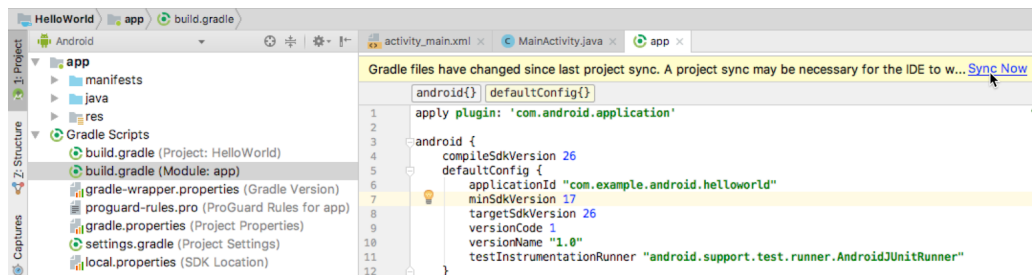 HelloWorld app build.gradle
1: Project
Z: Structure
Captures
Android
app
manifests
java
res
Gradle Scripts
build.gradle (Project: HelloWorld)
build.gradle (Module: app)
gradle-wrapper.properties (Gradle Version)
proguard-rules.pro (ProGuard Rules for app)
gradle.properties (Project Properties)
settings.gradle (Project Settings)
local.properties (SDK Location)
activity_main.xml MainActivity.java app
Gradle files have changed since last project sync. A project sync may be necessary for the IDE to w... Sync Now
android{} defaultConfig{}
1 apply plugin: 'com.android.application'
2
3 android {
4 compileSdkVersion 26
5 defaultConfig {
6 applicationId "com.example.android.helloworld"
7 minSdkVersion 17
8 targetSdkVersion 26
9 versionCode 1
10 versionName "1.0"
11 testInstrumentationRunner "android.support.test.runner.AndroidJUnitRunner"
12 }